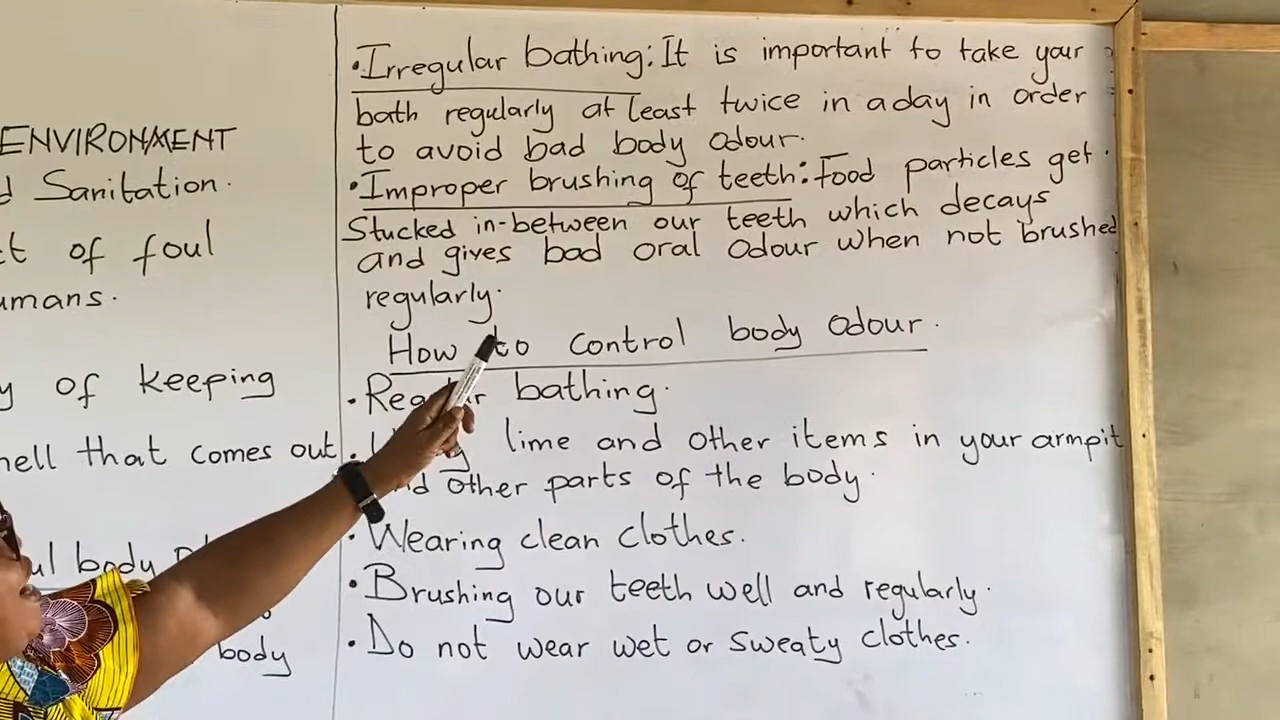 ENVIRONMENT
Sanitation.
of foul
of keeping
that comes out
body
body
•Irregular bathing: It is important to take your
bath regularly at least twice in a day in order
to avoid bad body odour.
•Improper brushing of teeth: Food particles get
Stucked in-between our teeth which decays
and gives bad oral odour when not brushed
regularly.
How to control body odour.
• bathing.
• lime and other items in your armpit
other parts of the body.
•Wearing clean clothes.
•Brushing our teeth well and regularly.
•Do not wear wet or sweaty clothes.